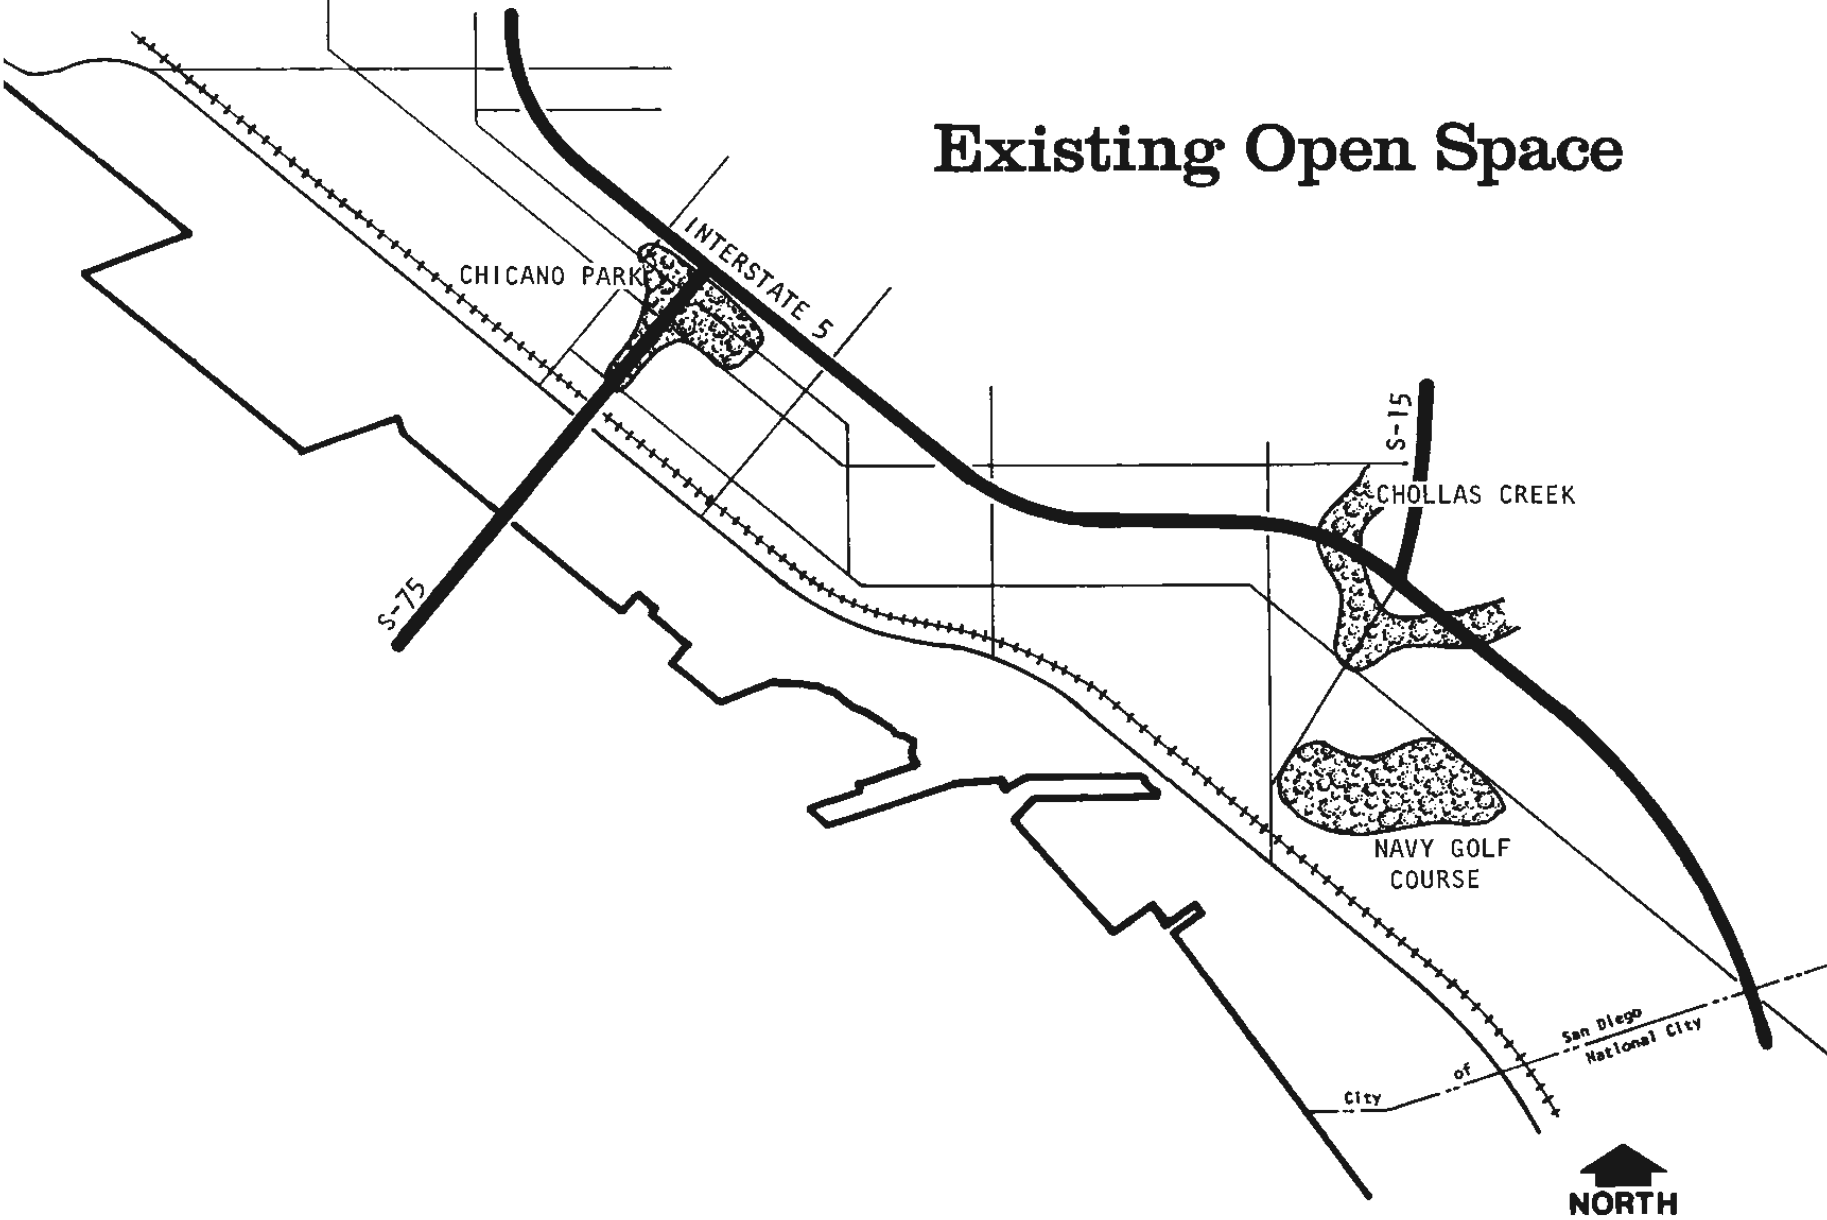 Existing Open Space
INTERSTATE 5
CHICANO PARK
S-15
CHOLLAS CREEK
S-75
NAVY GOLF
COURSE
San Diego
City of National City
NORTH